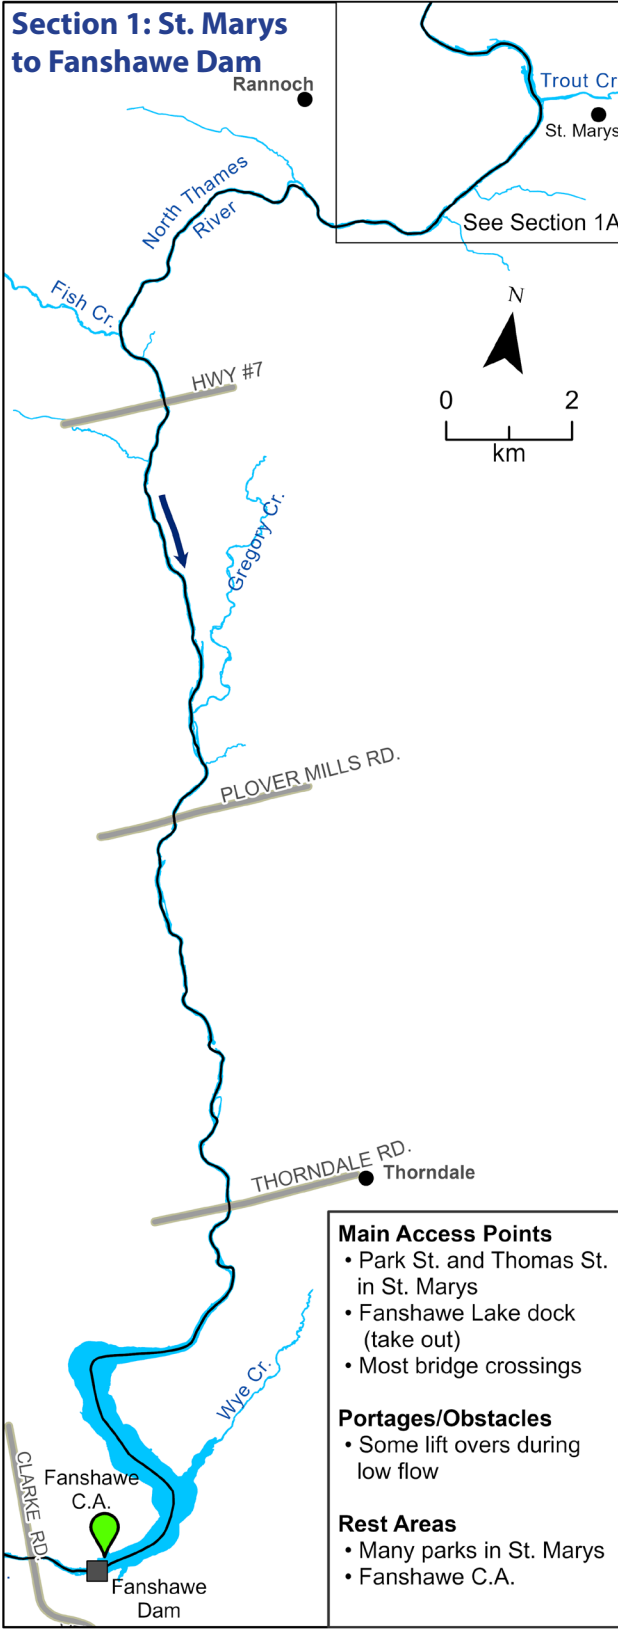 Section 1: St. Marys
to Fanshawe Dam
Rannoch
Trout Cr
St. Marys
North Thames
River
See Section 1A
Fish Cr.
N
HWY #7
0 2
km
Gregory Cr.
PLOVER MILLS RD.
THORNDALE RD.
Thorndale
Main Access Points
• Park St. and Thomas St.
in St. Marys
• Fanshawe Lake dock
(take out)
• Most bridge crossings
Portages/Obstacles
• Some lift overs during
low flow
Rest Areas
• Many parks in St. Marys
• Fanshawe C.A.
Wye Cr.
CLARKE RD.
Fanshawe
C.A.
Fanshawe
Dam